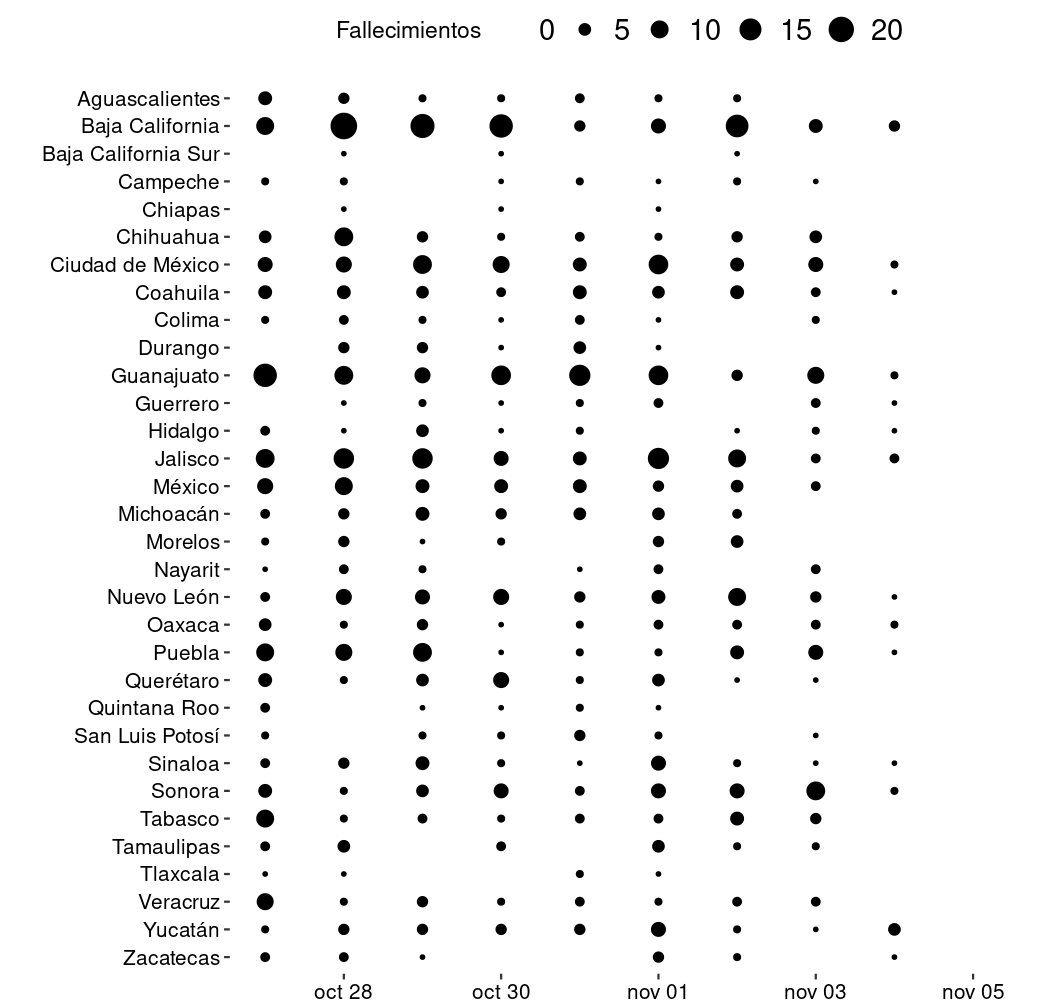 Fallecimientos 0 5 10 15 20
Aguascalientes
Baja California
Baja California Sur
Campeche
Chiapas
Chihuahua
Ciudad de México
Coahuila
Colima
Durango
Guanajuato
Guerrero
Hidalgo
Jalisco
México
Michoacán
Morelos
Nayarit
Nuevo León
Oaxaca
Puebla
Querétaro
Quintana Roo
San Luis Potosí
Sinaloa
Sonora
Tabasco
Tamaulipas
Tlaxcala
Veracruz
Yucatán
Zacatecas
oct 28 oct 30 nov 01 nov 03 nov 05